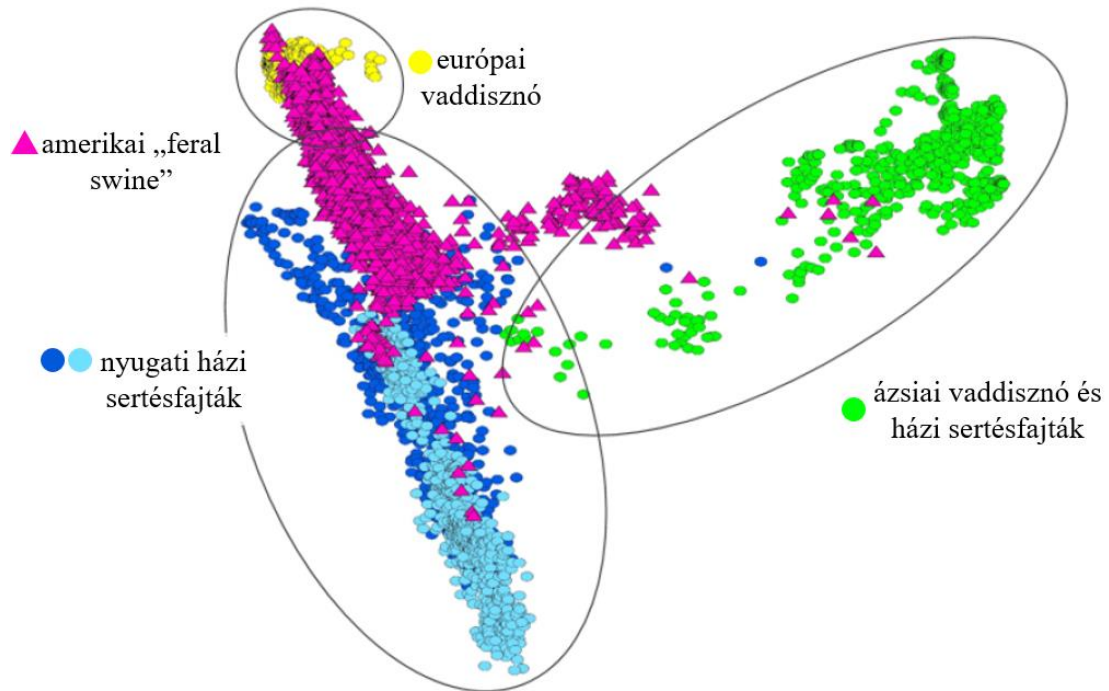 európai
vaddisznó
amerikai „feral
swine”
nyugati házi
sertésfajták
ázsiai vaddisznó és
házi sertésfajták